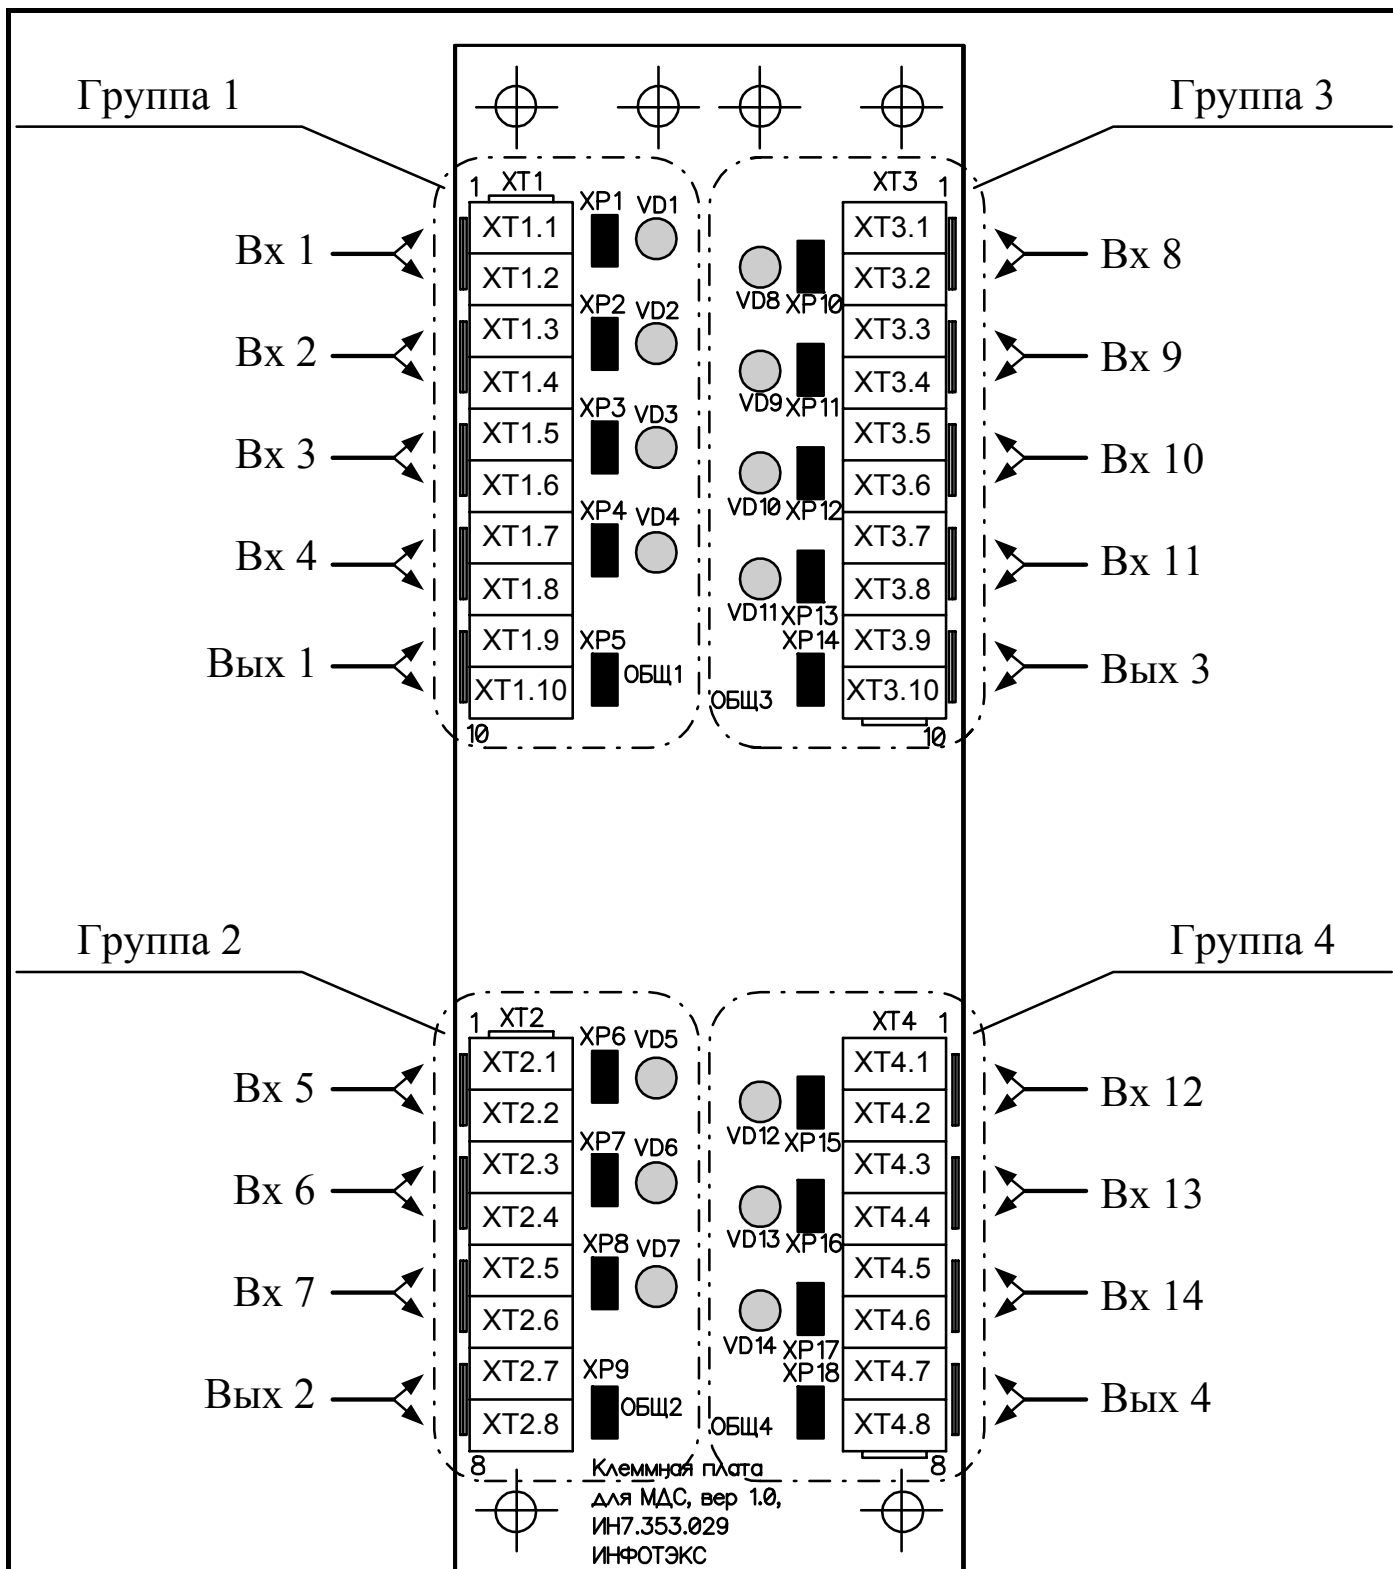 Группа 1
Группа 3
1 XT1
XP1 VD1
XT3 1
Вх 1
XT1.1
XT1.2
XP2 VD2
Вх 2
XT1.3
XT1.4
XP3 VD3
Вх 3
XT1.5
XT1.6
XP4 VD4
Вх 4
XT1.7
XT1.8
XP5
Вых 1
XT1.9
XT1.10
ОБЩ1
10
VD8 XP10
XT3.1
XT3.2
Вх 8
VD9 XP11
XT3.3
XT3.4
Вх 9
VD10 XP12
XT3.5
XT3.6
Вх 10
VD11 XP13
XT3.7
XT3.8
Вх 11
XP14
ОБЩ3
XT3.9
XT3.10
Вых 3
10
Группа 2
Группа 4
1 XT2
XP6 VD5
XT4 1
Вх 5
XT2.1
XT2.2
XP7 VD6
Вх 6
XT2.3
XT2.4
XP8 VD7
Вх 7
XT2.5
XT2.6
XP9
Вых 2
XT2.7
XT2.8
ОБЩ2
8
VD12 XP15
XT4.1
XT4.2
Вх 12
VD13 XP16
XT4.3
XT4.4
Вх 13
VD14 XP17
XT4.5
XT4.6
Вх 14
XP18
ОБЩ4
XT4.7
XT4.8
Вых 4
8
Клеммная плата
для МДС, вер 1.0,
ИН7.353.029
ИНФОТЭКС